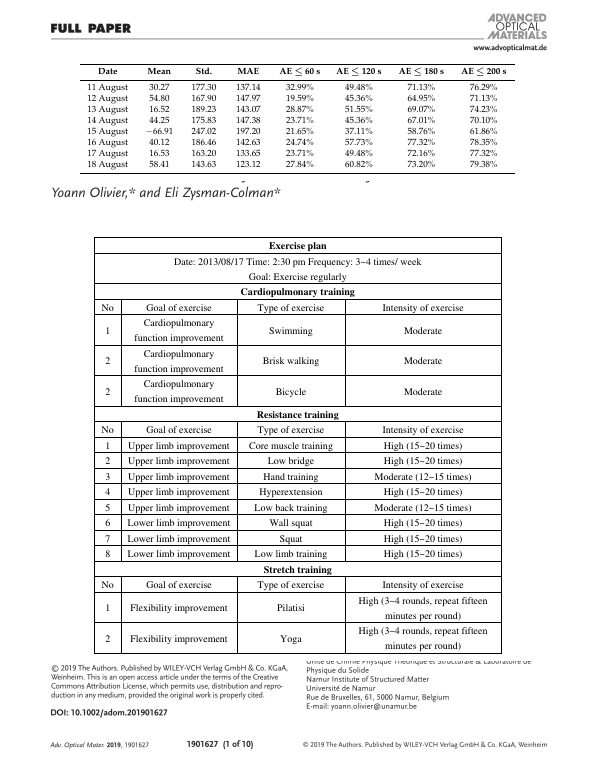 FULL PAPER
ADVANCED
OPTICAL
MATERIALS
www.advopticalmat.de
Date Mean Std. MAE AE ≤ 60 s AE ≤ 120 s AE ≤ 180 s AE ≤ 200 s
11 August 30.27 177.30 137.14 32.99% 49.48% 71.13% 76.29%
12 August 54.80 167.90 147.97 19.59% 45.36% 64.95% 71.13%
13 August 16.52 189.23 143.07 28.87% 51.55% 69.07% 74.23%
14 August 44.25 175.83 147.38 23.71% 45.36% 67.01% 70.10%
15 August −66.91 247.02 197.20 21.65% 37.11% 58.76% 61.86%
16 August 40.12 186.46 142.63 24.74% 57.73% 77.32% 78.35%
17 August 16.53 163.20 133.65 23.71% 49.48% 72.16% 77.32%
18 August 58.41 143.63 123.12 27.84% 60.82% 73.20% 79.38%
Yoann Olivier,* and Eli Zysman-Colman*
Exercise plan
Date: 2013/08/17 Time: 2:30 pm Frequency: 3~4 times/ week
Goal: Exercise regularly
Cardiopulmonary training
No Goal of exercise Type of exercise Intensity of exercise
1 Cardiopulmonary function improvement Swimming Moderate
2 Cardiopulmonary function improvement Brisk walking Moderate
2 Cardiopulmonary function improvement Bicycle Moderate
Resistance training
No Goal of exercise Type of exercise Intensity of exercise
1 Upper limb improvement Core muscle training High (15~20 times)
2 Upper limb improvement Low bridge High (15~20 times)
3 Upper limb improvement Hand training Moderate (12~15 times)
4 Upper limb improvement Hyperextension High (15~20 times)
5 Upper limb improvement Low back training Moderate (12~15 times)
6 Lower limb improvement Wall squat High (15~20 times)
7 Lower limb improvement Squat High (15~20 times)
8 Lower limb improvement Low limb training High (15~20 times)
Stretch training
No Goal of exercise Type of exercise Intensity of exercise
1 Flexibility improvement Pilatisi High (3~4 rounds, repeat fifteen minutes per round)
2 Flexibility improvement Yoga High (3~4 rounds, repeat fifteen minutes per round)
© 2019 The Authors. Published by WILEY-VCH Verlag GmbH & Co. KGaA,
Weinheim. This is an open access article under the terms of the Creative
Commons Attribution License, which permits use, distribution and repro-
duction in any medium, provided the original work is properly cited.
DOI: 10.1002/adom.201901627
Unité de Chimie Physique Théorique et Structurale & Laboratoire de
Physique du Solide
Namur Institute of Structured Matter
Université de Namur
Rue de Bruxelles, 61, 5000 Namur, Belgium
E-mail: yoann.olivier@unamur.be
Adv. Optical Mater. 2019, 1901627
1901627 (1 of 10)
© 2019 The Authors. Published by WILEY-VCH Verlag GmbH & Co. KGaA, Weinheim